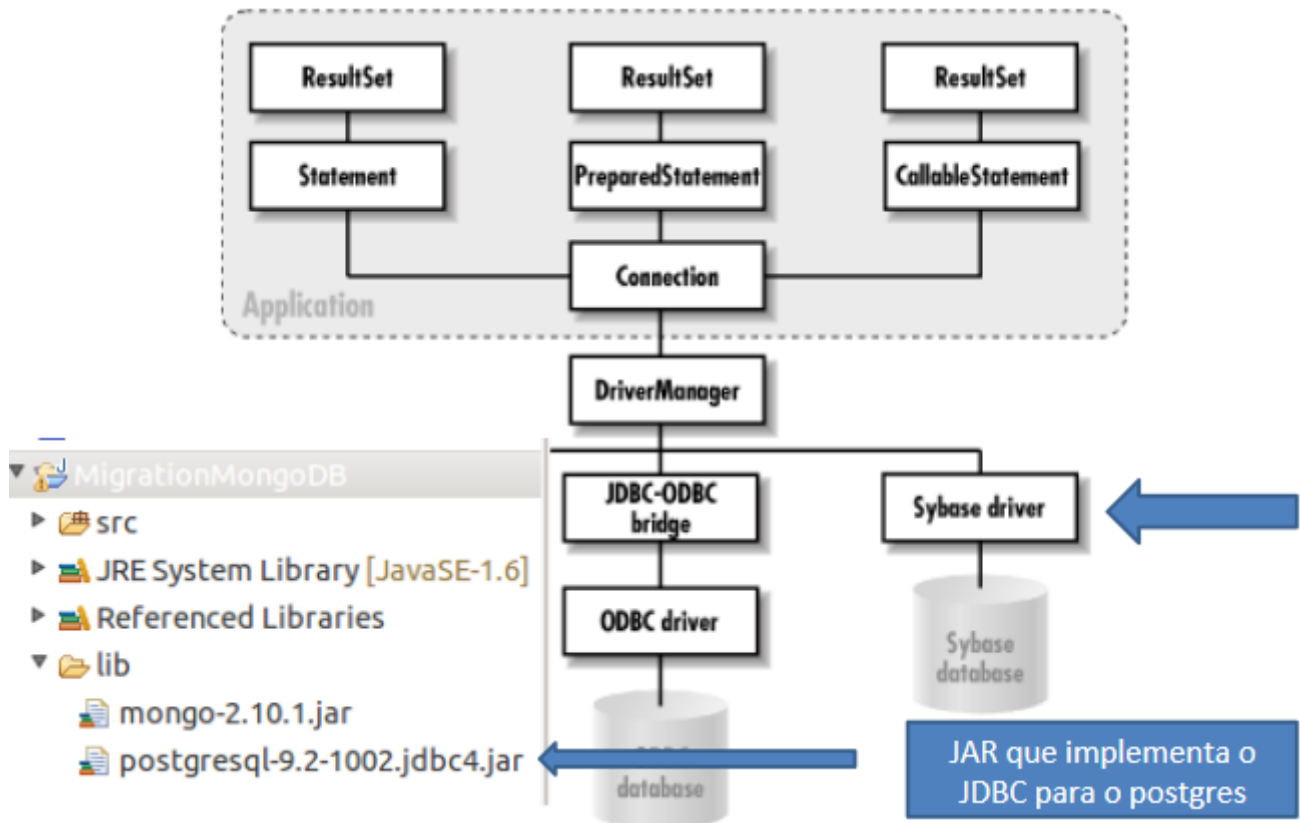 ResultSet
ResultSet
ResultSet
Statement
PreparedStatement
CallableStatement
Connection
Application
DriverManager
MigrationMongoDB
src
JRE System Library [JavaSE-1.6]
Referenced Libraries
lib
mongo-2.10.1.jar
postgresql-9.2-1002.jdbc4.jar
JDBC-ODBC
bridge
Sybase driver
ODBC driver
Sybase
database
database
JAR que implementa o
JDBC para o postgres